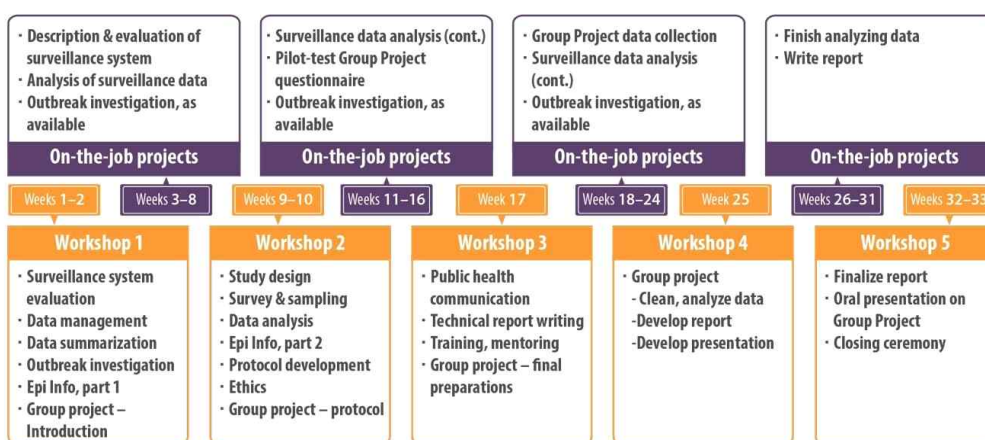 · Description & evaluation of
surveillance system
· Analysis of surveillance data
· Outbreak investigation, as
available
On-the-job projects
· Surveillance data analysis (cont.)
· Pilot-test Group Project
questionnaire
· Outbreak investigation, as
available
On-the-job projects
· Group Project data collection
· Surveillance data analysis
(cont.)
· Outbreak investigation, as
available
On-the-job projects
· Finish analyzing data
· Write report
On-the-job projects
Weeks 1–2
Weeks 3–8
Weeks 9–10
Weeks 11–16
Week 17
Weeks 18–24
Week 25
Weeks 26–31
Weeks 32–33
Workshop 1
· Surveillance system
evaluation
· Data management
· Data summarization
· Outbreak investigation
· Epi Info, part 1
· Group project –
Introduction
Workshop 2
· Study design
· Survey & sampling
· Data analysis
· Epi Info, part 2
· Protocol development
· Ethics
· Group project – protocol
Workshop 3
· Public health
communication
· Technical report writing
· Training, mentoring
· Group project – final
preparations
Workshop 4
· Group project
- Clean, analyze data
-Develop report
-Develop presentation
Workshop 5
· Finalize report
· Oral presentation on
Group Project
· Closing ceremony